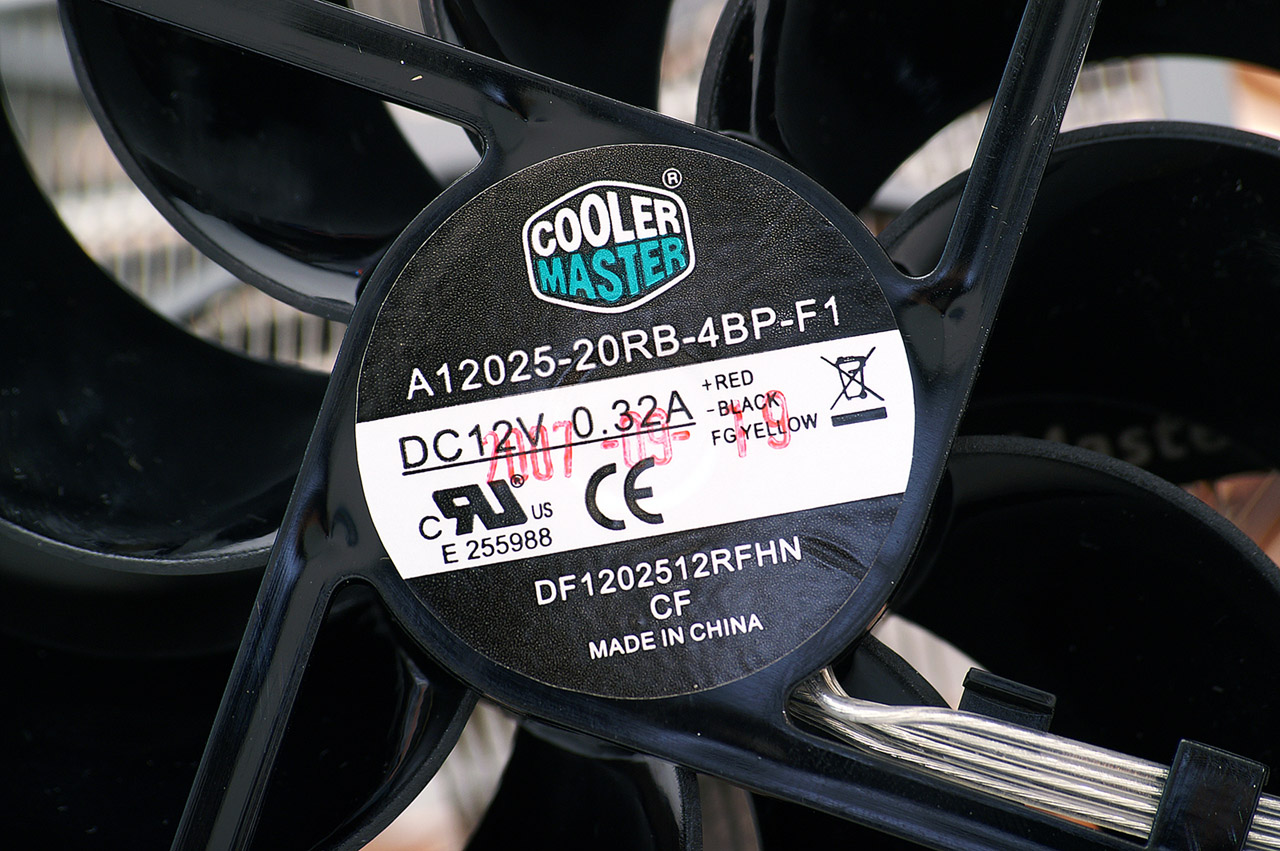 ®
COOLER
MASTER
A12025-20RB-4BP-F1
DC12V 0.32A
+RED
-BLACK
FG YELLOW
2007 -09- 19
C RU® US
CE
E 255988
DF1202512RFHN
CF
MADE IN CHINA